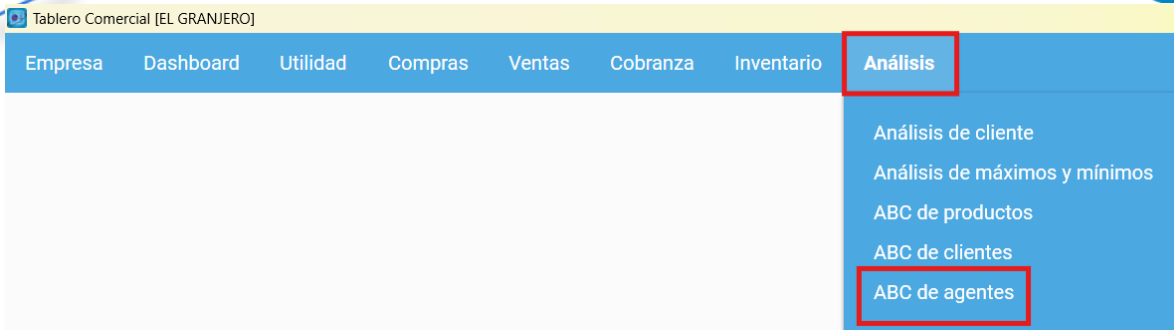 Tablero Comercial [EL GRANJERO]
Empresa Dashboard Utilidad Compras Ventas Cobranza Inventario Análisis
Análisis de cliente
Análisis de máximos y mínimos
ABC de productos
ABC de clientes
ABC de agentes